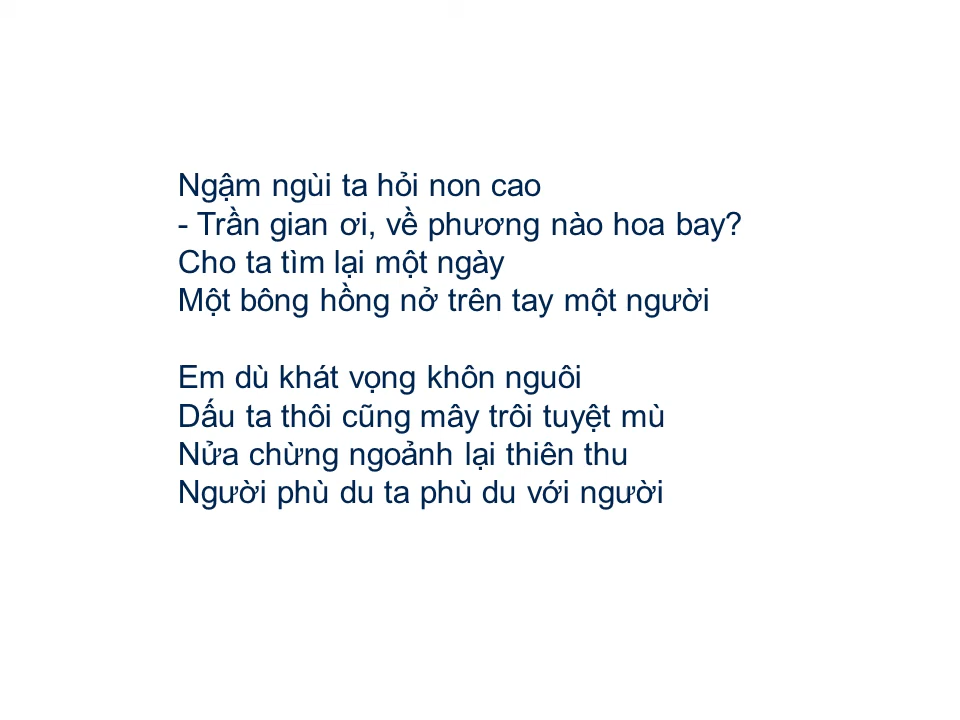 Ngậm ngùi ta hỏi non cao
- Trần gian ơi, về phương nào hoa bay?
Cho ta tìm lại một ngày
Một bông hồng nở trên tay một người
Em dù khát vọng khôn nguôi
Dấu ta thôi cũng mây trôi tuyệt mù
Nửa chừng ngoảnh lại thiên thu
Người phù du ta phù du với người